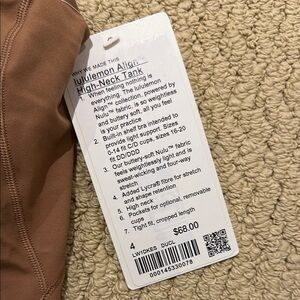 WHY WE MADE THIS
lululemon Align™
High-Neck Tank
1. When feeling nothing is
everything. The lululemon
Align™ collection, powered by
Nulu™ fabric, is so weightless
and buttery soft, all you feel
is your practice
2. Built-in shelf bra intended to
provide light support. Sizes
0-14 fit C/D cups, sizes 16-20
fit DD/DDD
3. Our buttery-soft Nulu™ fabric
feels weightlessly light and is
sweat-wicking and four-way
stretch
4. Added Lycra® fibre for stretch
and shape retention
5. High neck
6. Pockets for optional, removable
cups
7. Tight fit, cropped length
4 $68.00
LW1DKES DUCL
000145330078